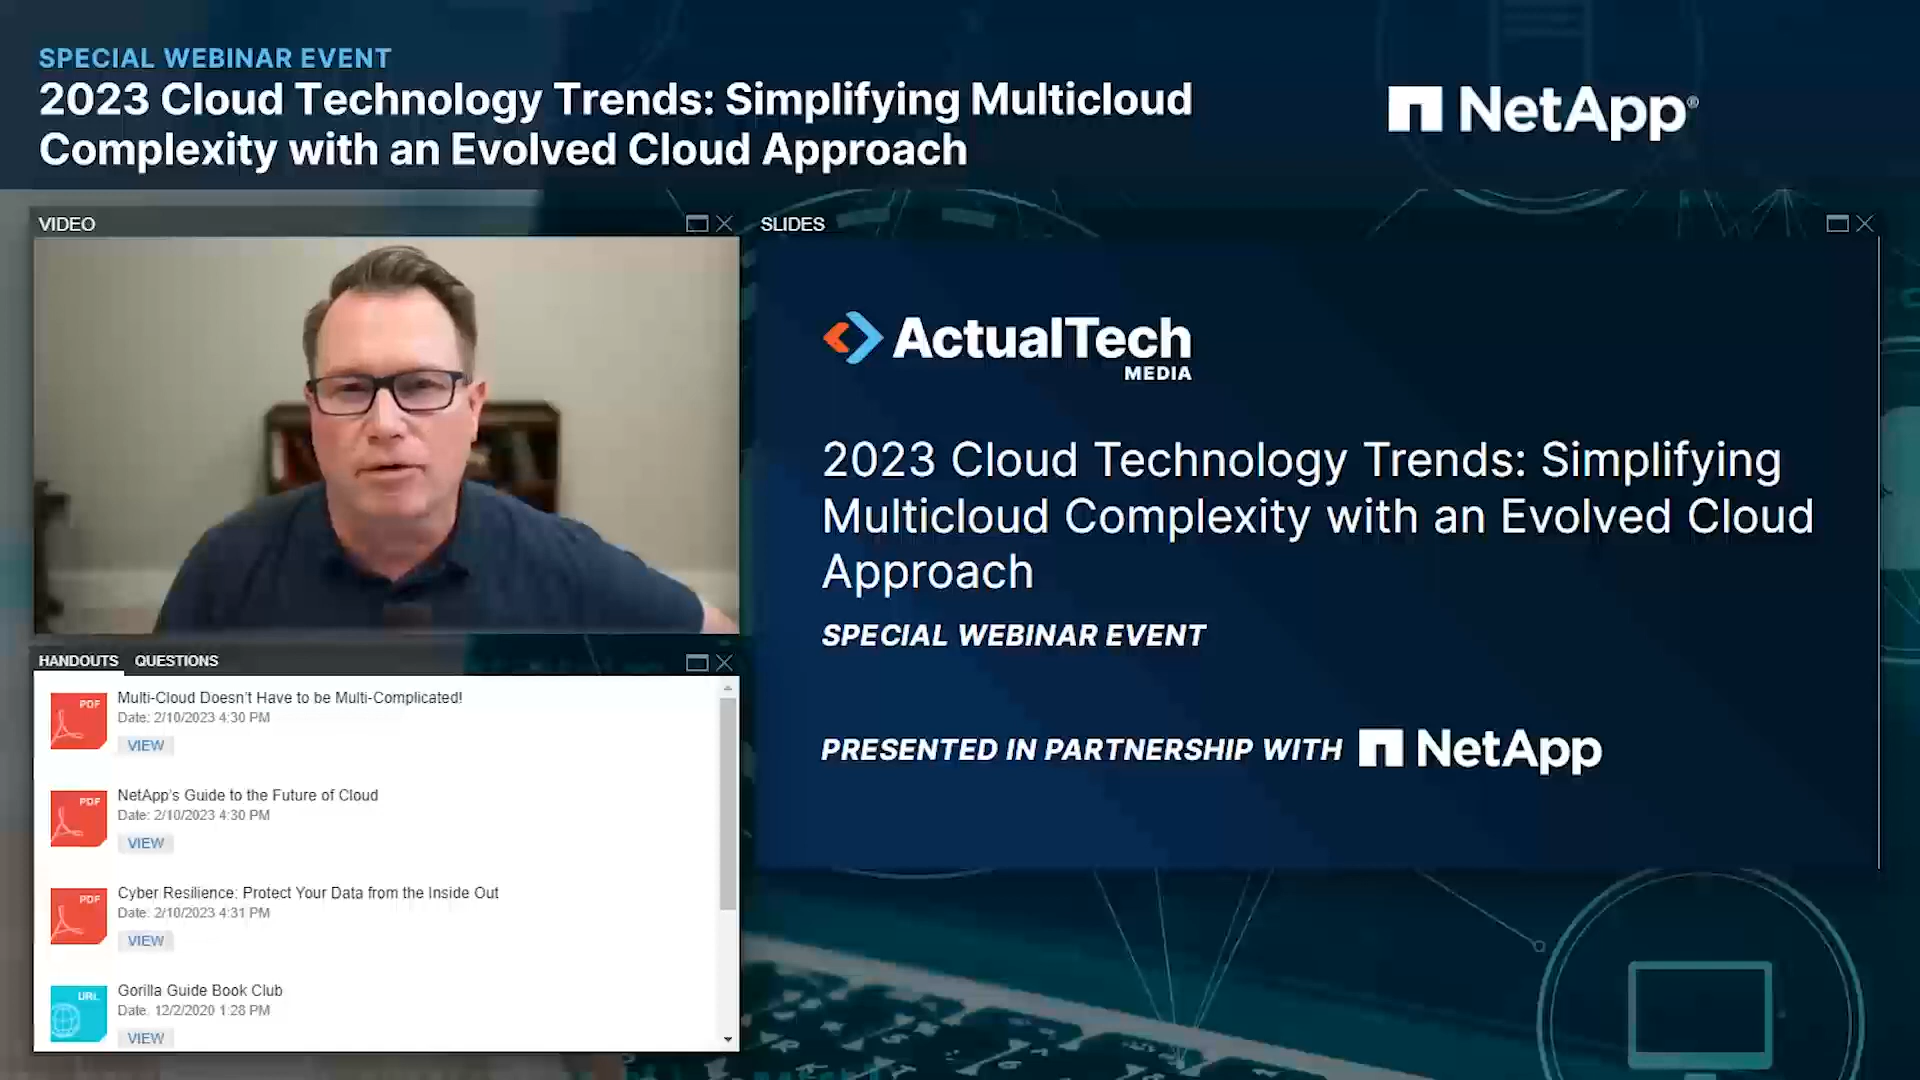 SPECIAL WEBINAR EVENT
2023 Cloud Technology Trends: Simplifying Multicloud
Complexity with an Evolved Cloud Approach
NetApp®
VIDEO
SLIDES
ActualTech
MEDIA
2023 Cloud Technology Trends: Simplifying
Multicloud Complexity with an Evolved Cloud
Approach
SPECIAL WEBINAR EVENT
PRESENTED IN PARTNERSHIP WITH NetApp
HANDOUTS QUESTIONS
PDF
Multi-Cloud Doesn't Have to be Multi-Complicated!
Date: 2/10/2023 4:30 PM
VIEW
PDF
NetApp's Guide to the Future of Cloud
Date: 2/10/2023 4:30 PM
VIEW
PDF
Cyber Resilience: Protect Your Data from the Inside Out
Date: 2/10/2023 4:31 PM
VIEW
URL
Gorilla Guide Book Club
Date: 12/2/2020 1:28 PM
VIEW